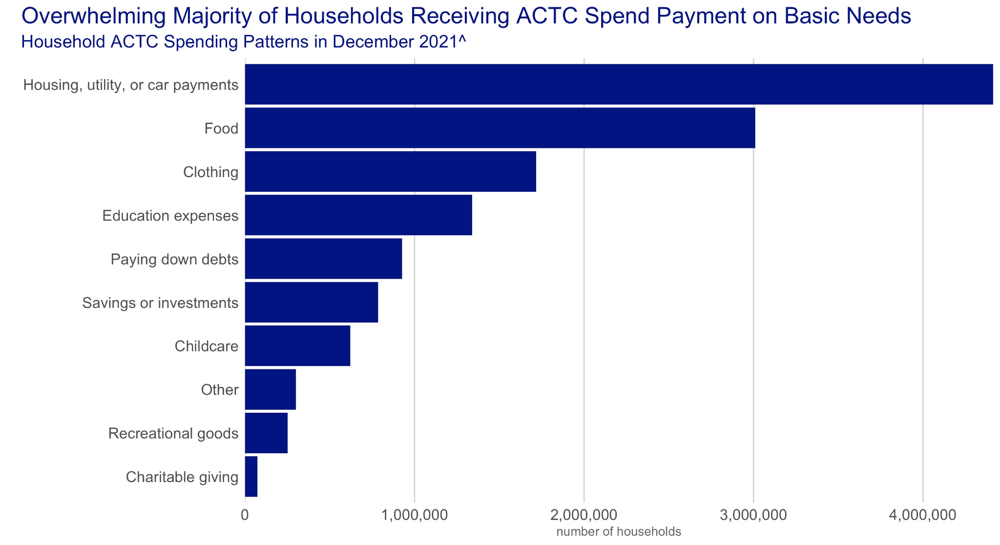 Overwhelming Majority of Households Receiving ACTC Spend Payment on Basic Needs
Household ACTC Spending Patterns in December 2021^
Housing, utility, or car payments
Food
Clothing
Education expenses
Paying down debts
Savings or investments
Childcare
Other
Recreational goods
Charitable giving
0 1,000,000 2,000,000 3,000,000 4,000,000
number of households